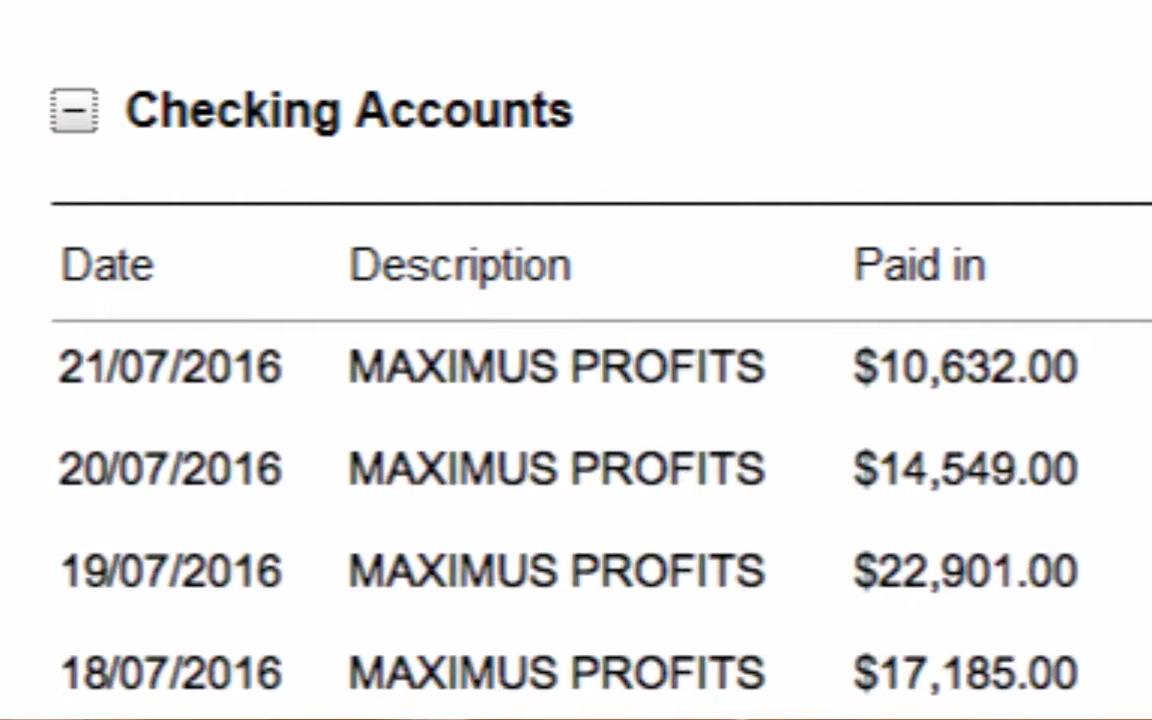 Checking Accounts
Date Description Paid in
21/07/2016 MAXIMUS PROFITS $10,632.00
20/07/2016 MAXIMUS PROFITS $14,549.00
19/07/2016 MAXIMUS PROFITS $22,901.00
18/07/2016 MAXIMUS PROFITS $17,185.00